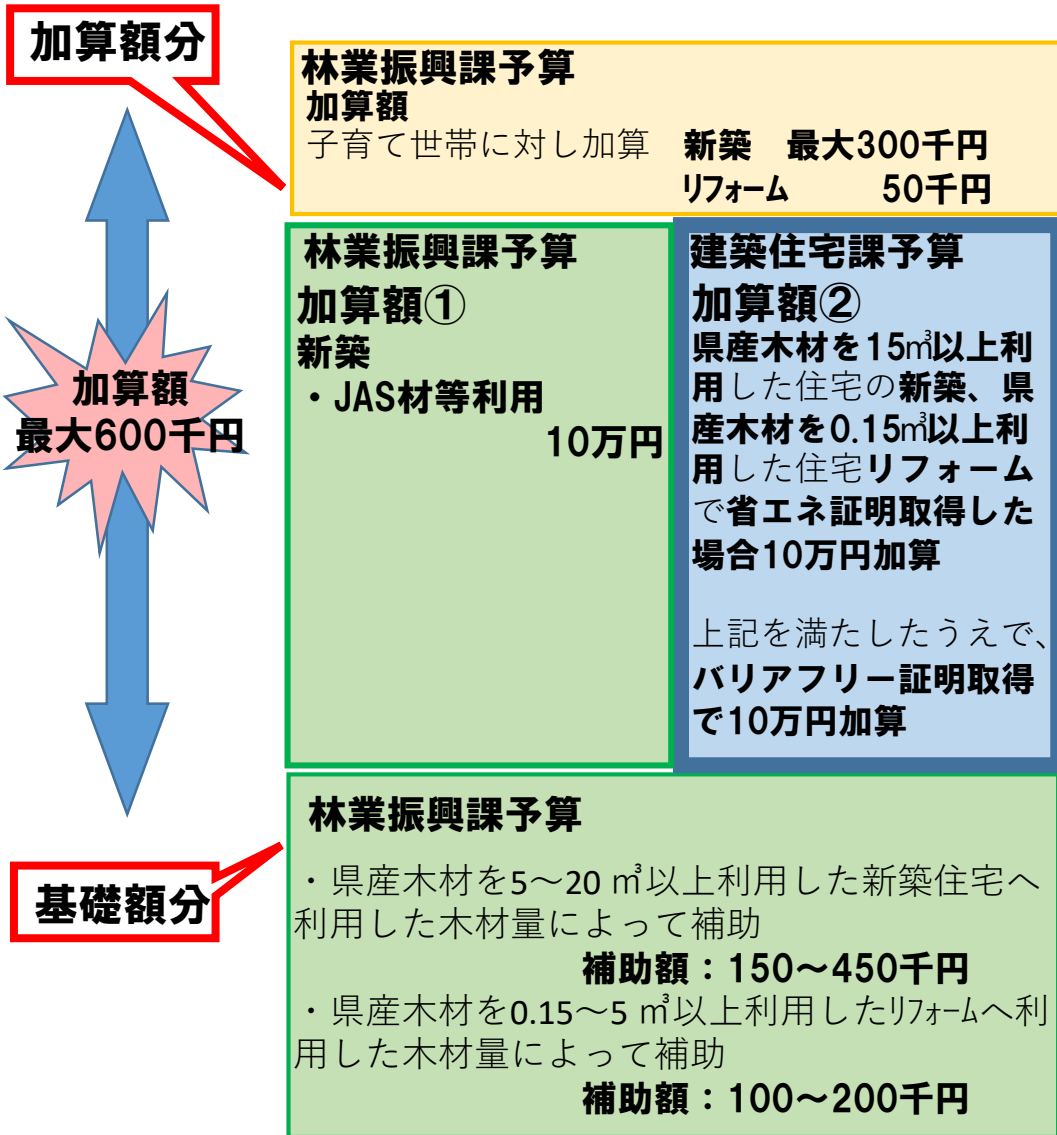 加算額分
林業振興課予算
加算額
子育て世帯に対し加算 新築 最大300千円
リフォーム 50千円
加算額
最大600千円
林業振興課予算
加算額①
新築
・JAS材等利用
10万円
建築住宅課予算
加算額②
県産木材を15㎥以上利
用した住宅の新築、県
産木材を0.15㎥以上利
用した住宅リフォーム
で省エネ証明取得した
場合10万円加算
上記を満たしたうえで、
バリアフリー証明取得
で10万円加算
基礎額分
林業振興課予算
・県産木材を5～20 ㎥以上利用した新築住宅へ
利用した木材量によって補助
補助額：150～450千円
・県産木材を0.15～5 ㎥以上利用したリフォームへ利
用した木材量によって補助
補助額：100～200千円